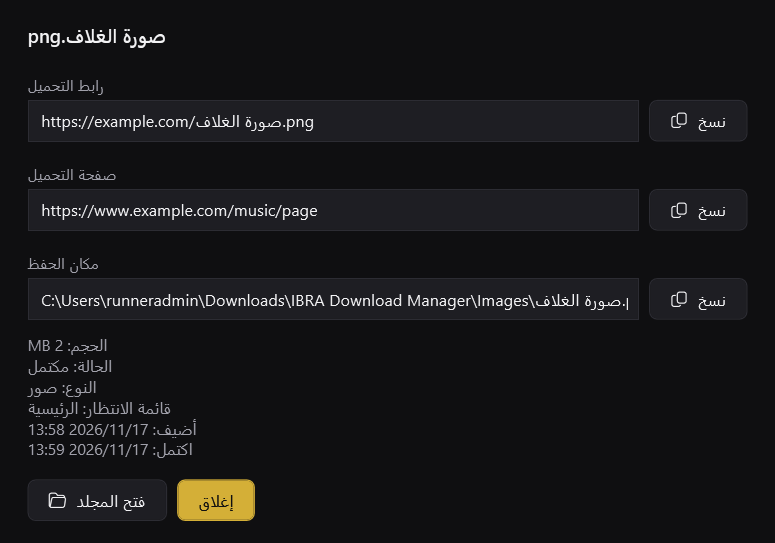 صورة الغلاف.png
رابط التحميل
https://example.com/صورة الغلاف.png
نسخ
صفحة التحميل
https://www.example.com/music/page
نسخ
مكان الحفظ
C:\Users\runneradmin\Downloads\IBRA Download Manager\Images\صورة الغلاف.p
نسخ
الحجم: 2 MB
الحالة: مكتمل
النوع: صور
قائمة الانتظار: الرئيسية
أضيف: 2026/11/17 13:58
اكتمل: 2026/11/17 13:59
فتح المجلد
إغلاق